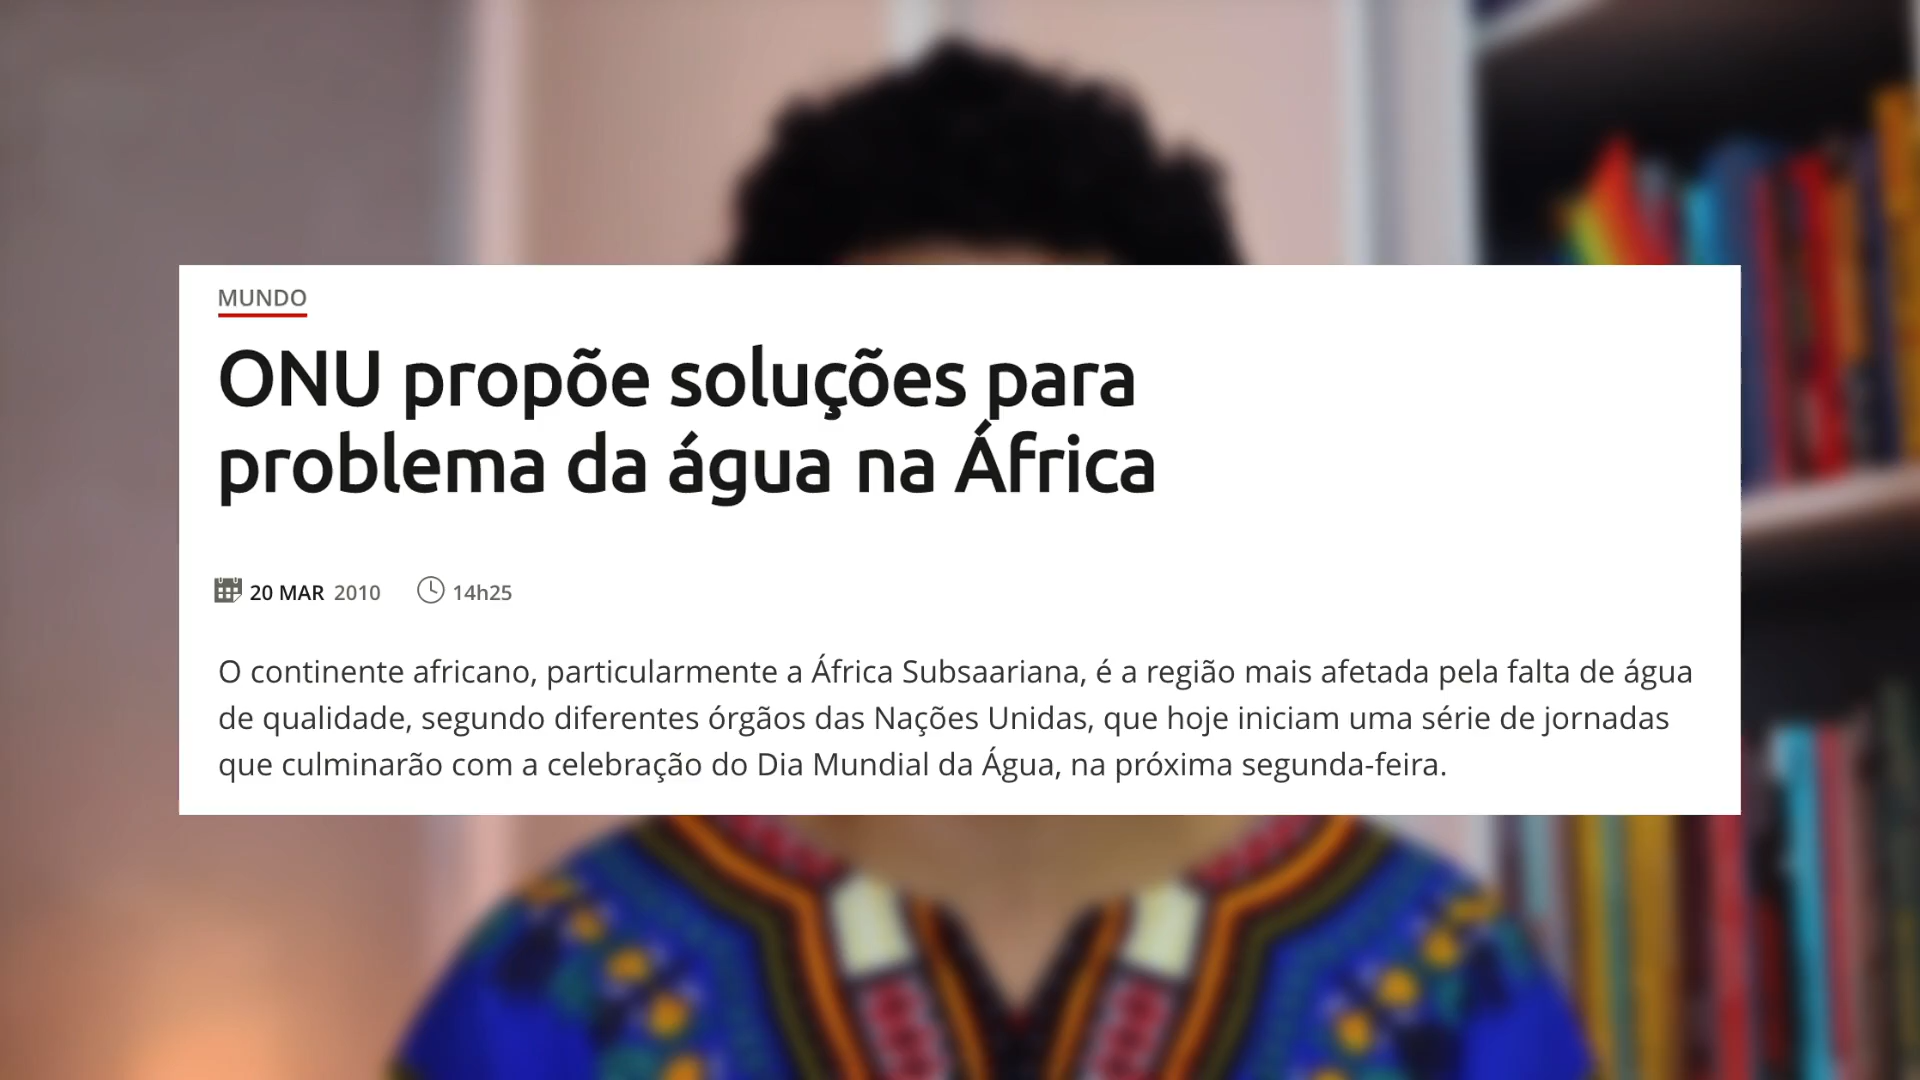 MUNDO
ONU propõe soluções para
problema da água na África
20 MAR 2010 14h25
O continente africano, particularmente a África Subsaariana, é a região mais afetada pela falta de água
de qualidade, segundo diferentes órgãos das Nações Unidas, que hoje iniciam uma série de jornadas
que culminarão com a celebração do Dia Mundial da Água, na próxima segunda-feira.